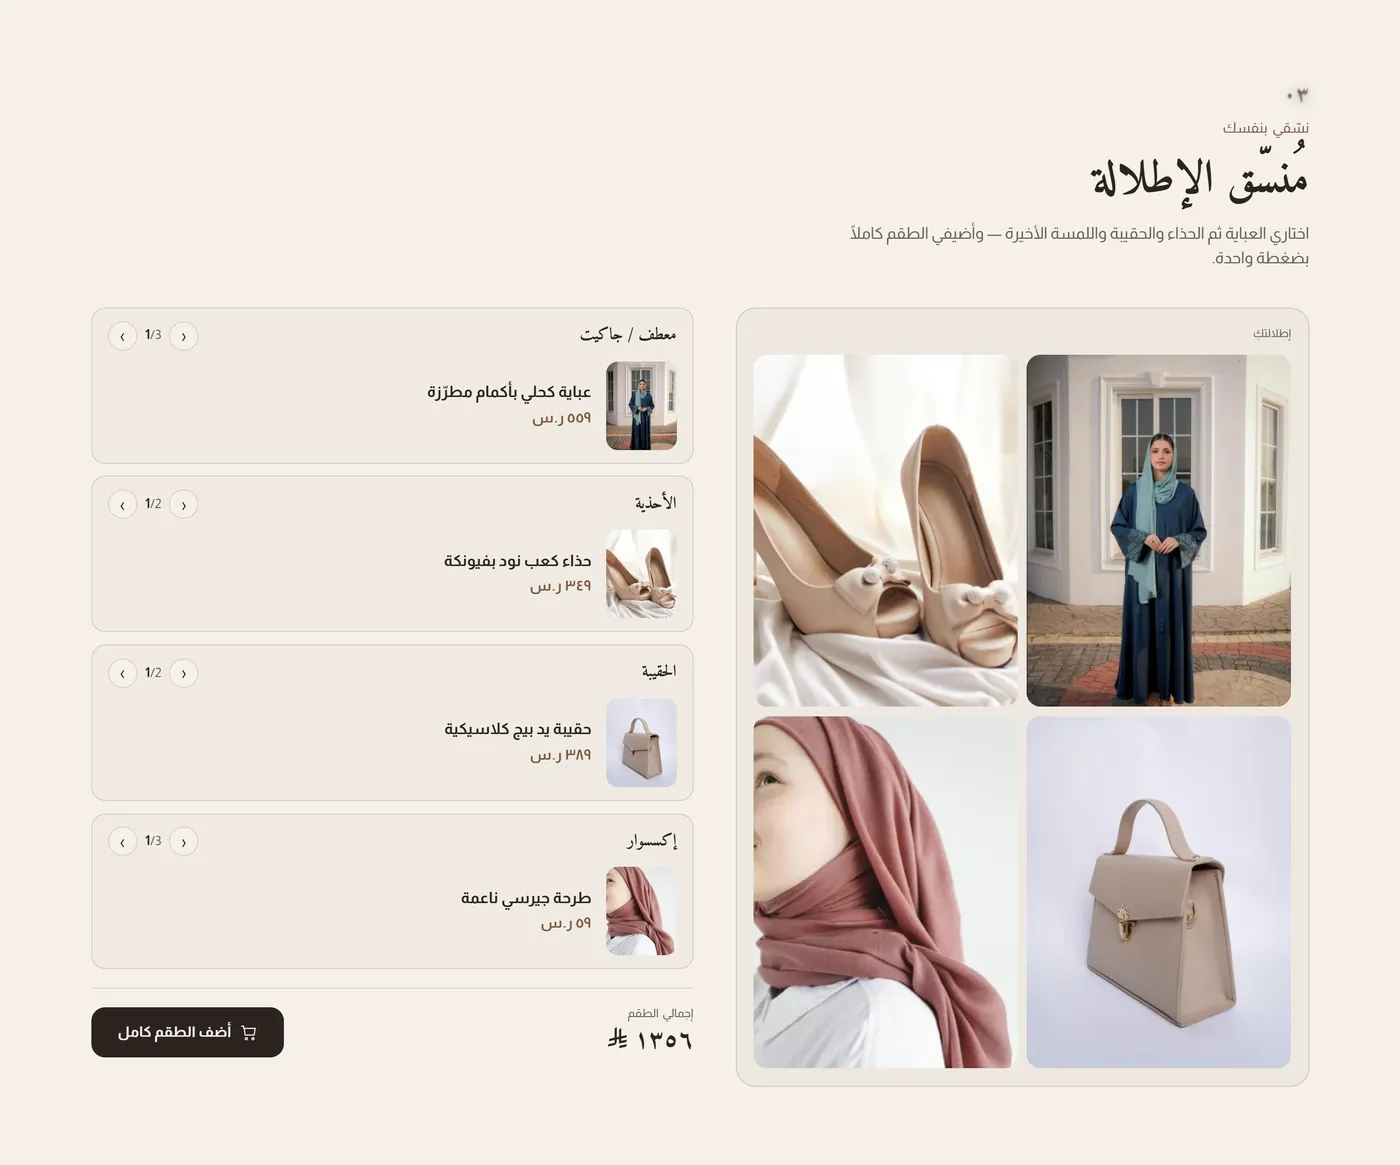 ٠٣
نسّقي بنفسك
مُنسّق الإطلالة
اختاري العباية ثم الحذاء والحقيبة واللمسة الأخيرة — وأضيفي الطقم كاملًا
بضغطة واحدة.
إطلالتكِ
معطف / جاكيت
‹ 1/3 ›
عباية كحلي بأكمام مطرّزة
٥٥٩ ر.س
الأحذية
‹ 1/2 ›
حذاء كعب نود بفيونكة
٣٤٩ ر.س
الحقيبة
‹ 1/2 ›
حقيبة يد بيج كلاسيكية
٣٨٩ ر.س
إكسسوار
‹ 1/3 ›
طرحة جيرسي ناعمة
٥٩ ر.س
إجمالي الطقم
١٣٥٦ ⃁
أضف الطقم كامل